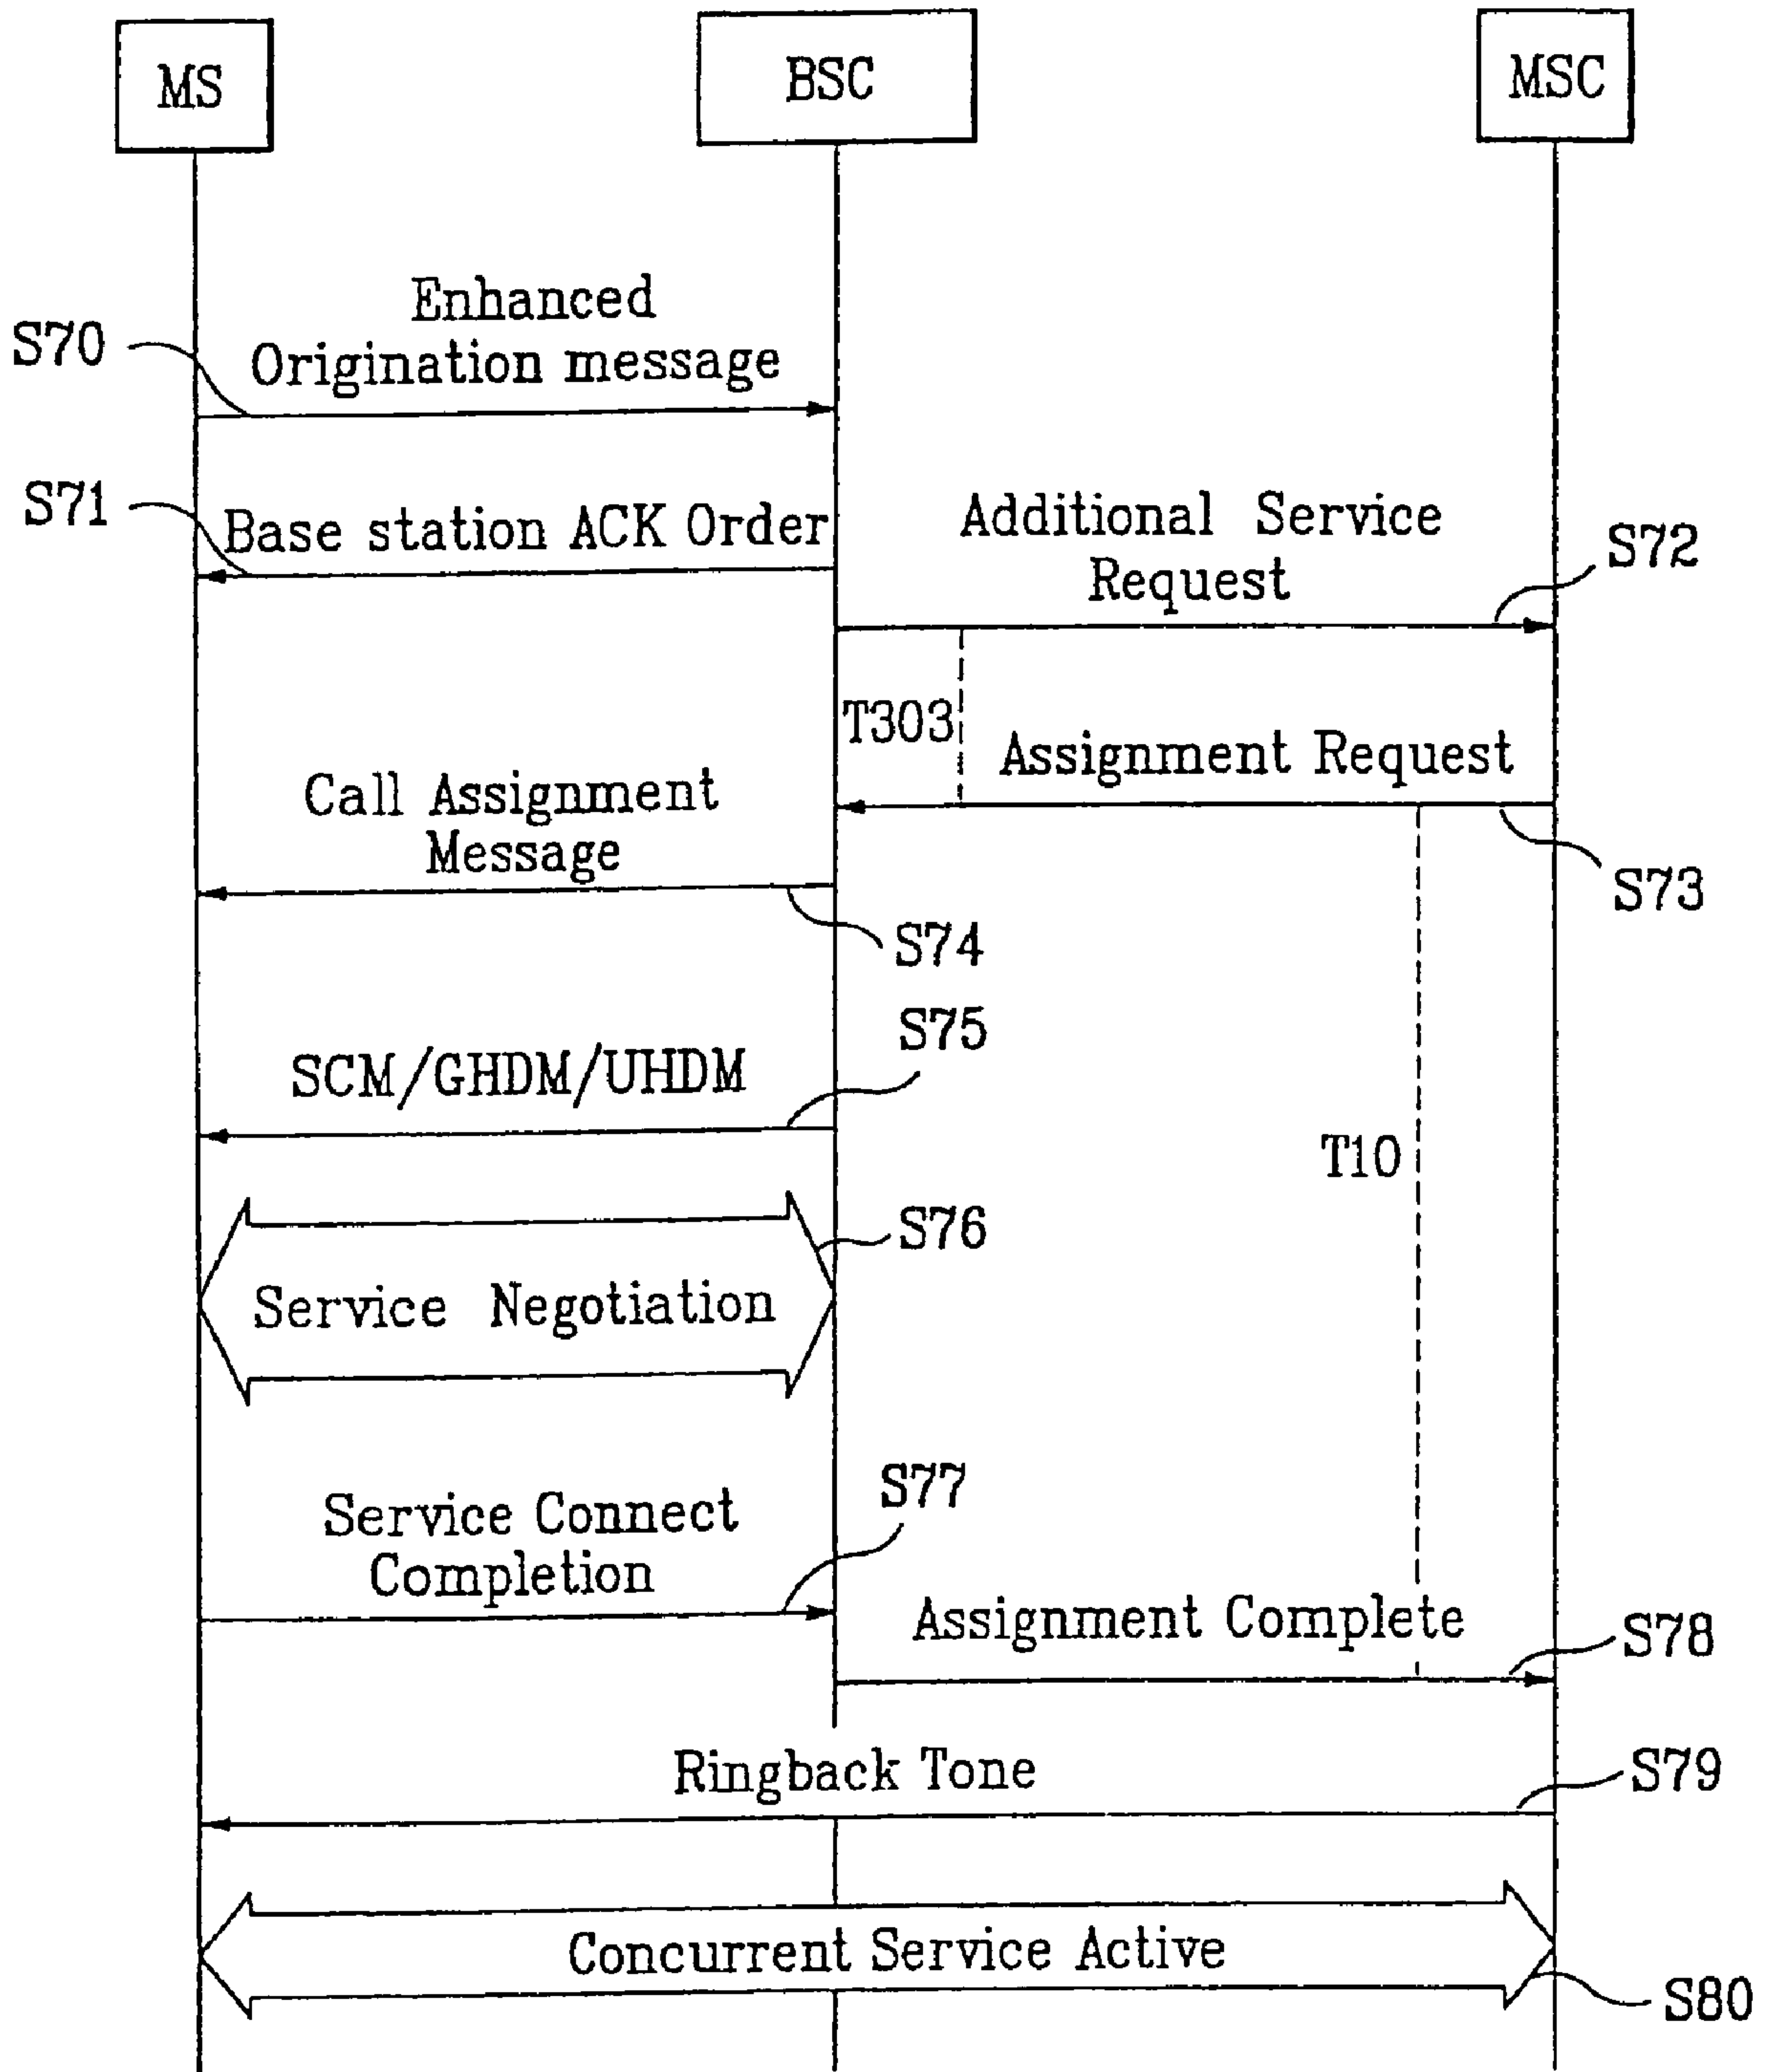 MS
BSC
MSC
Enhanced
Origination message
S70
S71
Base station ACK Order
Additional Service
Request
S72
T303
Assignment Request
S73
Call Assignment
Message
S74
S75
SCM/GHDM/UHDM
T10
S76
Service Negotiation
S77
Service Connect
Completion
Assignment Complete
S78
Ringback Tone
S79
Concurrent Service Active
S80